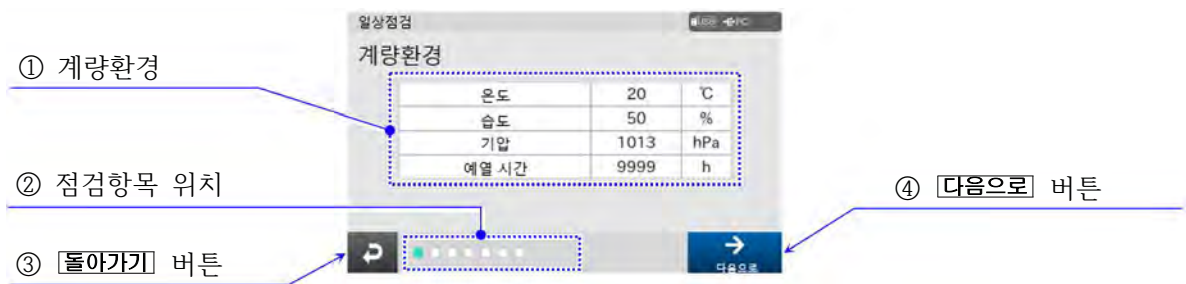 일상점검
USB PC
계량환경
① 계량환경
온도 20 ℃
습도 50 %
기압 1013 hPa
예열 시간 9999 h
② 점검항목 위치
④ 다음으로 버튼
③ 돌아가기 버튼
다음으로